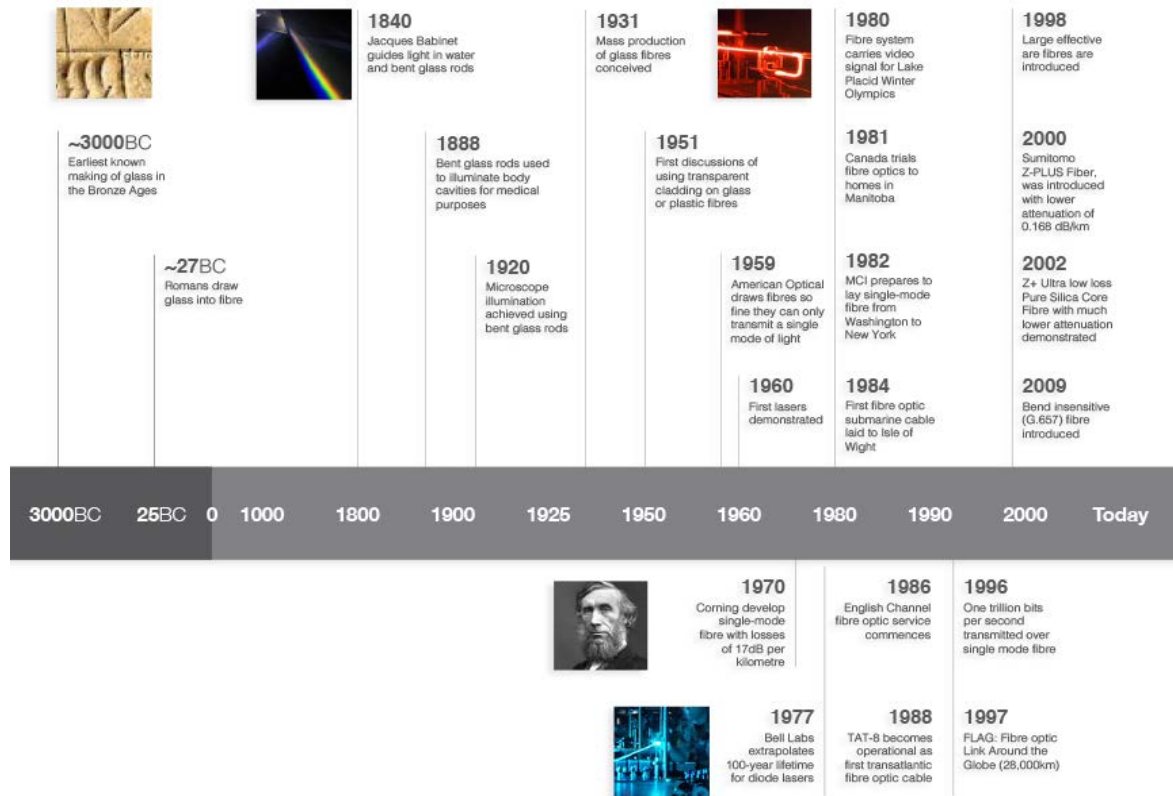 1840
Jacques Babinet
guides light in water
and bent glass rods
1931
Mass production
of glass fibres
conceived
1980
Fibre system
carries video
signal for Lake
Placid Winter
Olympics
1998
Large effective
are fibres are
introduced
~3000BC
Earliest known
making of glass in
the Bronze Ages
1888
Bent glass rods used
to illuminate body
cavities for medical
purposes
1951
First discussions of
using transparent
cladding on glass
or plastic fibres
1981
Canada trials
fibre optics to
homes in
Manitoba
2000
Sumitomo
Z-PLUS Fiber,
was introduced
with lower
attenuation of
0.168 dB/km
~27BC
Romans draw
glass into fibre
1920
Microscope
illumination
achieved using
bent glass rods
1959
American Optical
draws fibres so
fine they can only
transmit a single
mode of light
1982
MCI prepares to
lay single-mode
fibre from
Washington to
New York
2002
Z+ Ultra low loss
Pure Silica Core
Fibre with much
lower attenuation
demonstrated
1960
First lasers
demonstrated
1984
First fibre optic
submarine cable
laid to Isle of
Wight
2009
Bend insensitive
(G.657) fibre
introduced
3000BC 25BC 0 1000 1800 1900 1925 1950 1960 1980 1990 2000 Today
1970
Corning develop
single-mode
fibre with losses
of 17dB per
kilometre
1986
English Channel
fibre optic service
commences
1996
One trillion bits
per second
transmitted over
single mode fibre
1977
Bell Labs
extrapolates
100-year lifetime
for diode lasers
1988
TAT-8 becomes
operational as
first transatlantic
fibre optic cable
1997
FLAG: Fibre optic
Link Around the
Globe (28,000km)